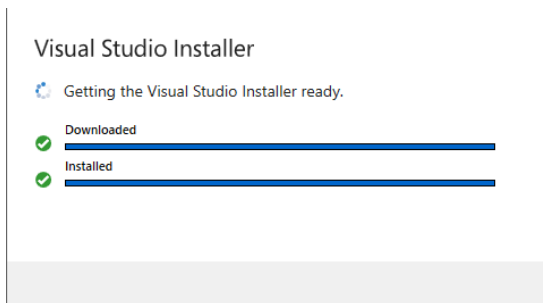 Visual Studio Installer
Getting the Visual Studio Installer ready.
Downloaded
Installed